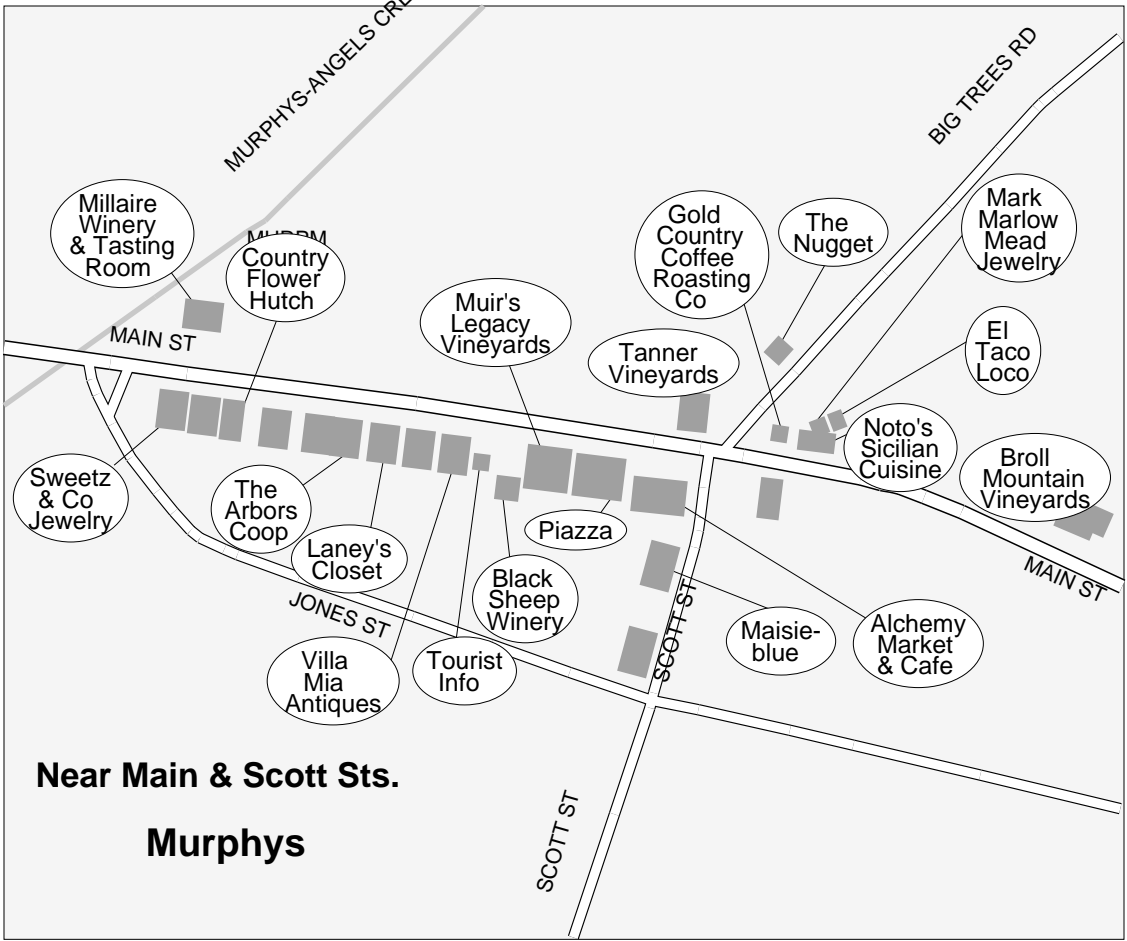 MURPHYS-ANGELS
BIG TREES RD
Millaire
Winery
& Tasting
Room
Country
Flower
Hutch
Gold
Country
Coffee
Roasting
Co
The
Nugget
Mark
Marlow
Mead
Jewelry
MAIN ST
Muir's
Legacy
Vineyards
Tanner
Vineyards
El
Taco
Loco
Noto's
Sicilian
Cuisine
Broll
Mountain
Vineyards
Sweetz
& Co
Jewelry
The
Arbors
Coop
Laney's
Closet
Piazza
Black
Sheep
Winery
MAIN ST
JONES ST
SCOTT ST
Maisie-
blue
Alchemy
Market
& Cafe
Villa
Mia
Antiques
Tourist
Info
Near Main & Scott Sts.
Murphys
SCOTT ST